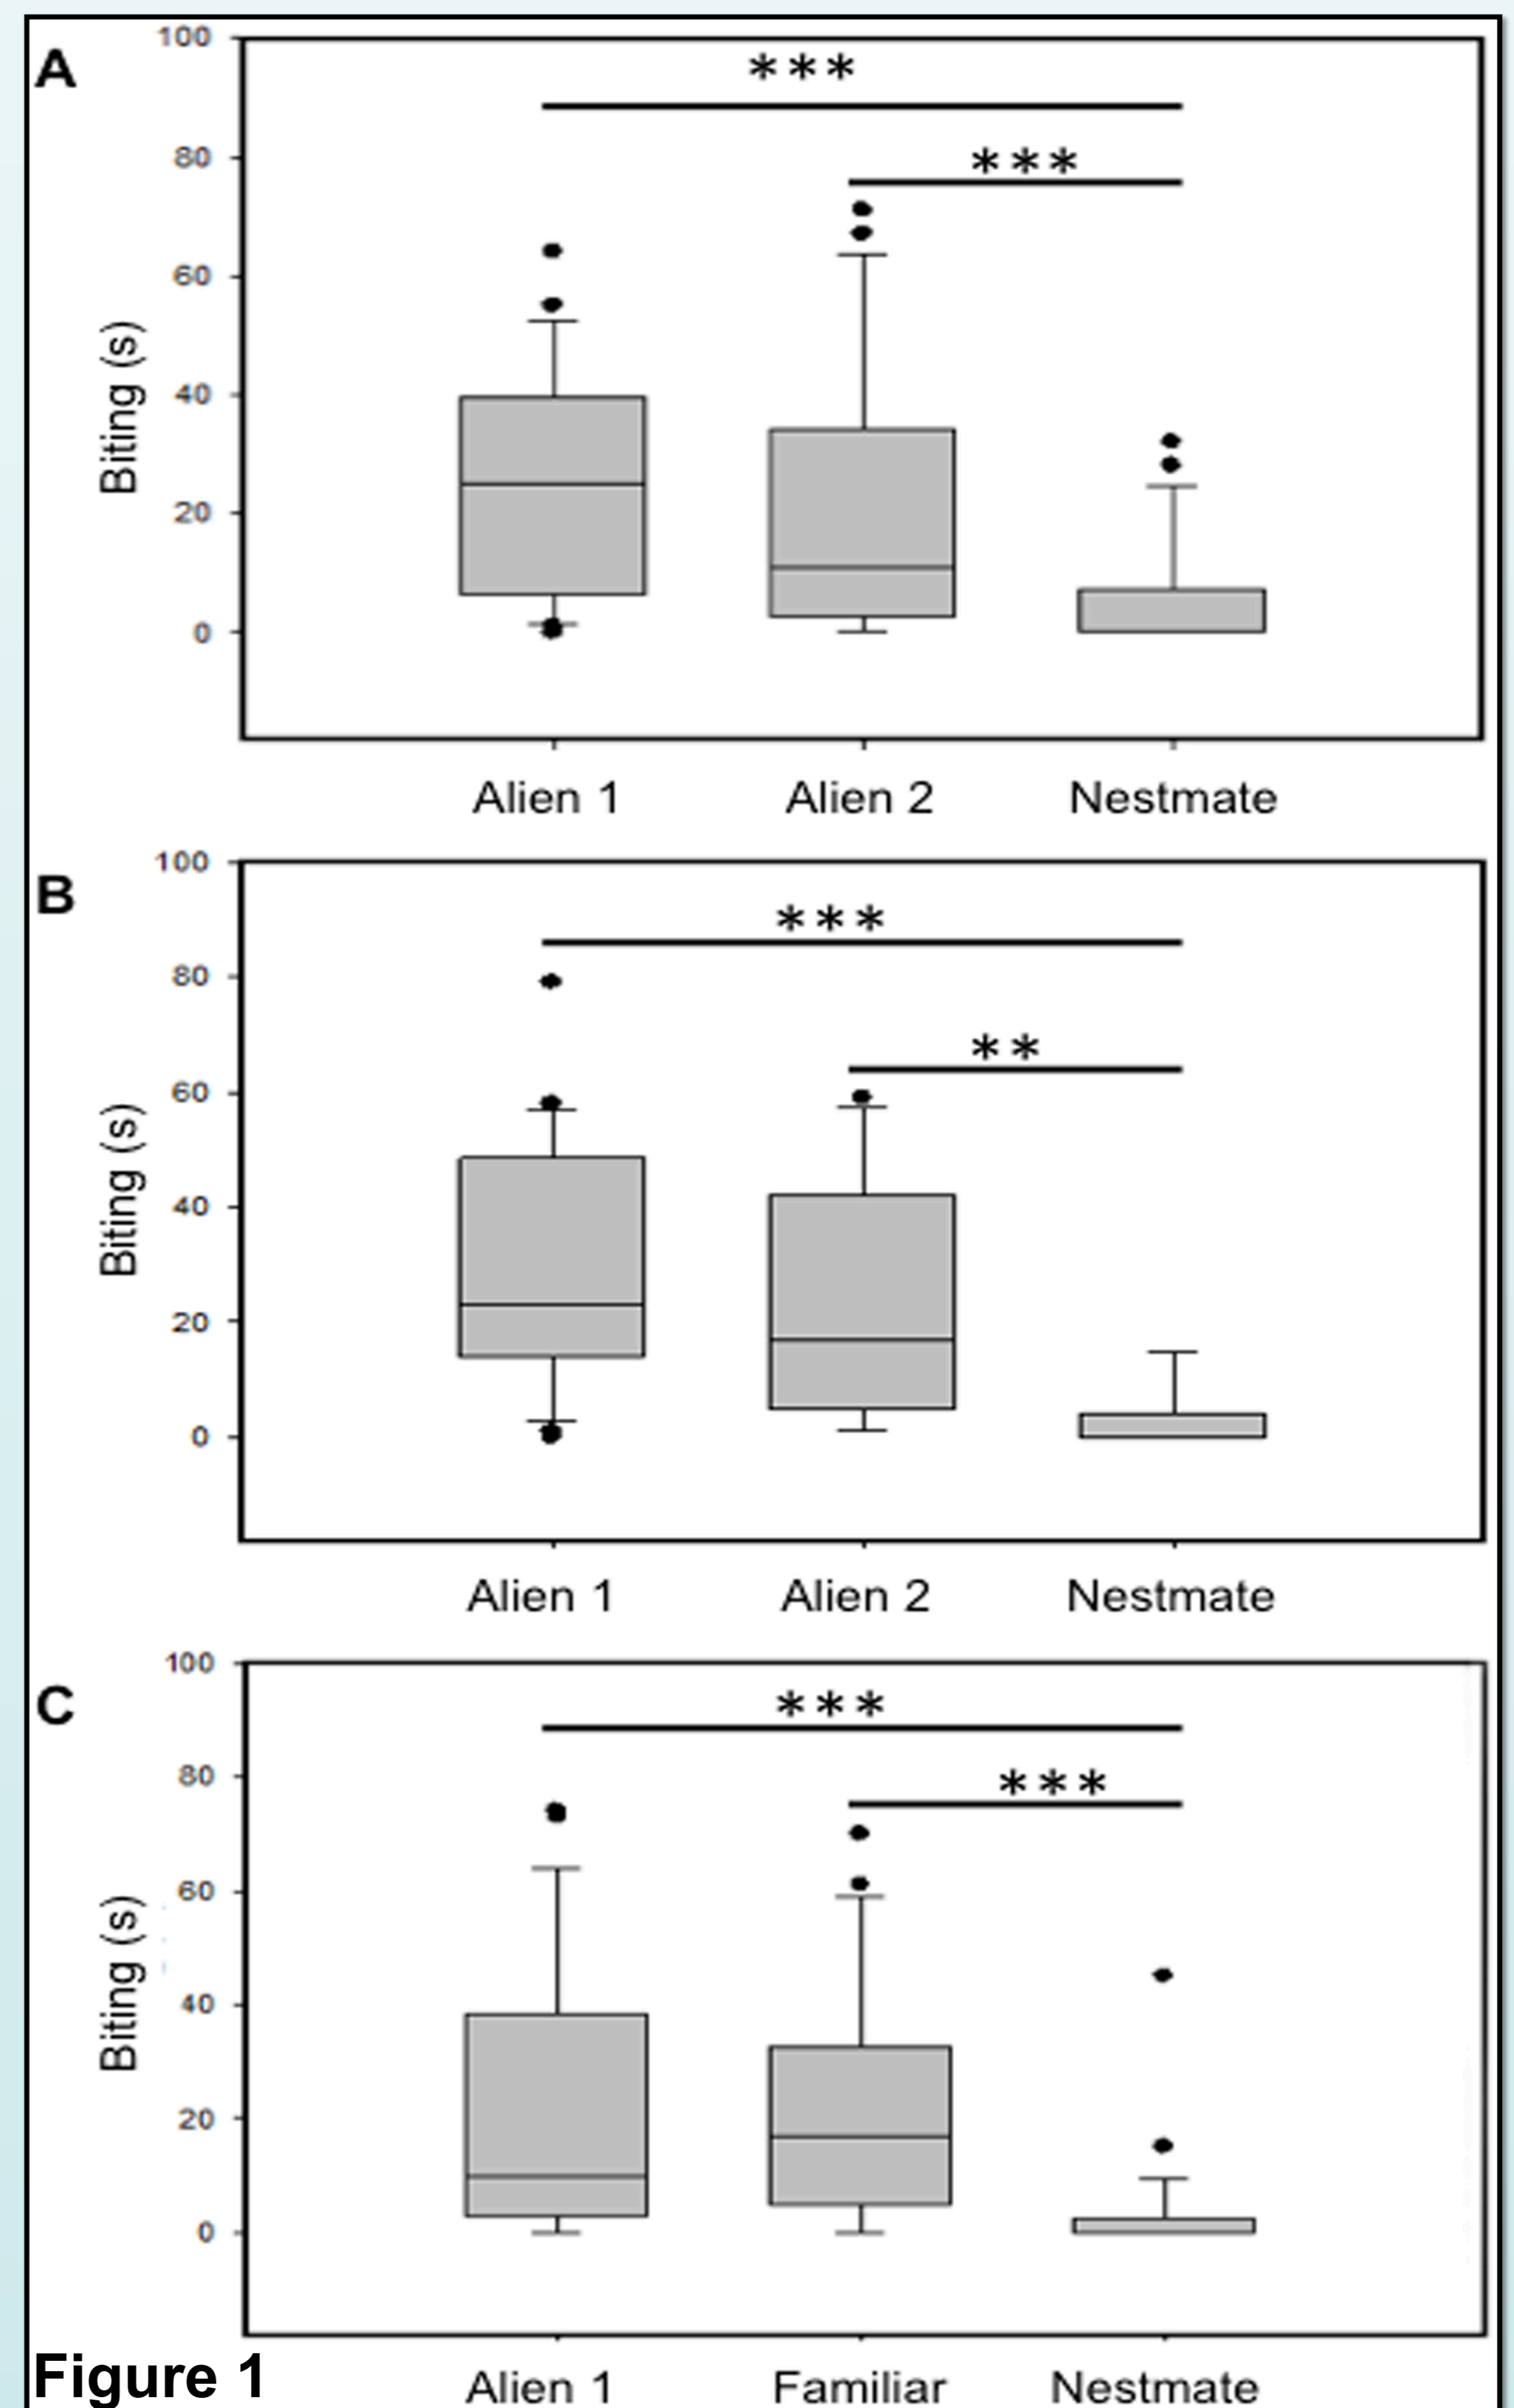 A
100
***
80
***
60
Biting (s)
40
20
0
Alien 1 Alien 2 Nestmate
B
100
***
80
**
60
Biting (s)
40
20
0
Alien 1 Alien 2 Nestmate
C
100
***
80
***
60
Biting (s)
40
20
0
Figure 1
Alien 1 Familiar Nestmate